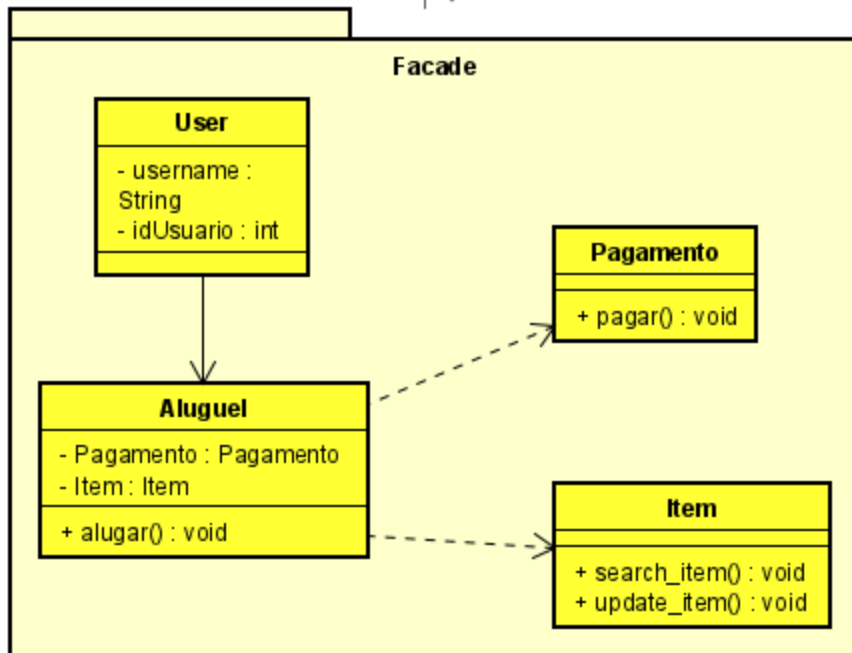 Facade
User
- username :
String
- idUsuario : int
Pagamento
+ pagar() : void
Aluguel
- Pagamento : Pagamento
- Item : Item
+ alugar() : void
Item
+ search_item() : void
+ update_item() : void